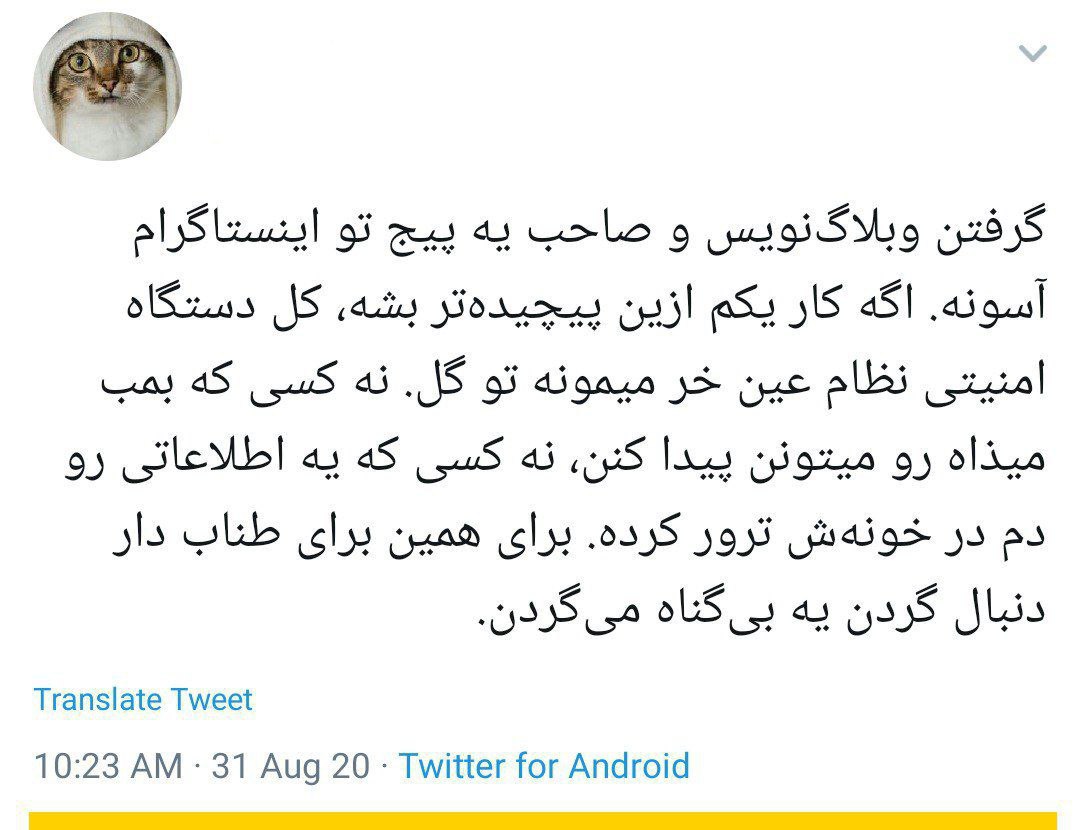 گرفتن وبلاگ‌نویس و صاحب یه پیج تو اینستاگرام
آسونه. اگه کار یکم ازین پیچیده‌تر بشه، کل دستگاه
امنیتی نظام عین خر میمونه تو گل. نه کسی که بمب
میذاه رو میتونن پیدا کنن، نه کسی که یه اطلاعاتی رو
دم در خونه‌ش ترور کرده. برای همین برای طناب دار
دنبال گردن یه بی‌گناه می‌گردن.
Translate Tweet
10:23 AM · 31 Aug 20 · Twitter for Android